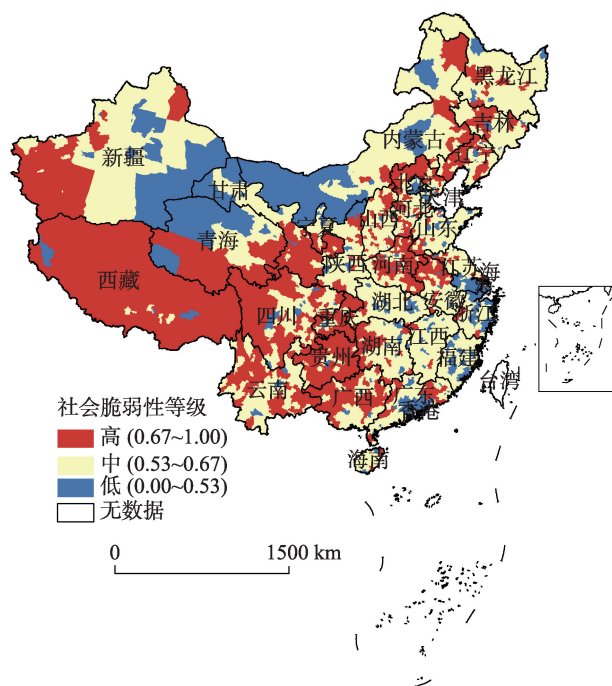 黑龙江
吉林
辽宁
内蒙古
新疆
甘肃
北京
天津
河北
宁夏
山西
山东
青海
陕西
河南
江苏
上海
西藏
四川
重庆
湖北
安徽
浙江
贵州
湖南
江西
福建
云南
广西
广东
台湾
香港
海南
社会脆弱性等级
高 (0.67~1.00)
中 (0.53~0.67)
低 (0.00~0.53)
无数据
0 1500 km